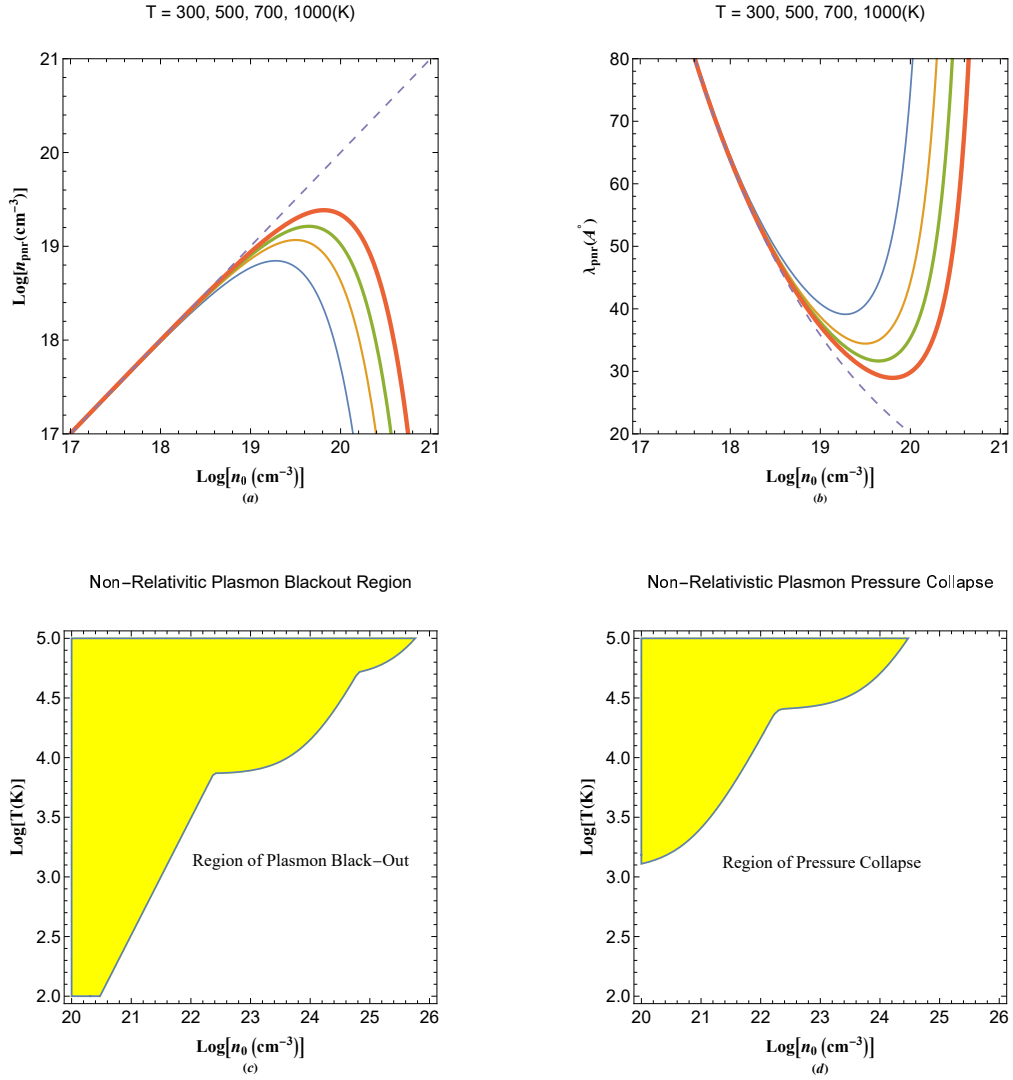 T = 300, 500, 700, 1000(K)
Log[n_pnr(cm−3)]
21
20
19
18
17
17 18 19 20 21
Log[n0 (cm−3)]
(a)
T = 300, 500, 700, 1000(K)
λpnr(A°)
80
70
60
50
40
30
20
17 18 19 20 21
Log[n0 (cm−3)]
(b)
Non−Relativitic Plasmon Blackout Region
Log[T(K)]
5.0
4.5
4.0
3.5
3.0
2.5
2.0
Region of Plasmon Black−Out
20 21 22 23 24 25 26
Log[n0 (cm−3)]
(c)
Non−Relativistic Plasmon Pressure Collapse
Log[T(K)]
5.0
4.5
4.0
3.5
3.0
2.5
2.0
Region of Pressure Collapse
20 21 22 23 24 25 26
Log[n0 (cm−3)]
(d)